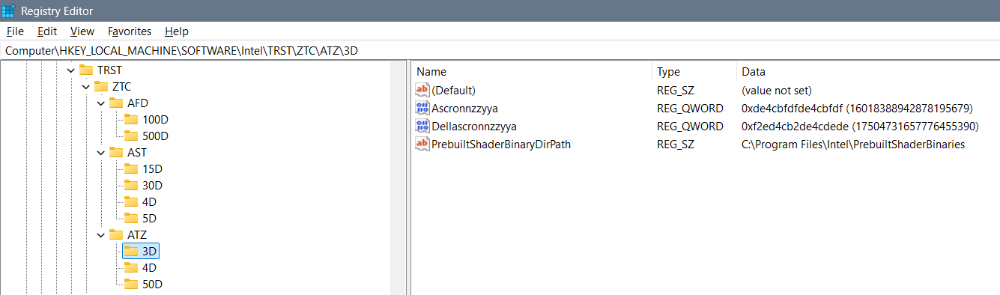 Registry Editor
File Edit View Favorites Help
Computer\HKEY_LOCAL_MACHINE\SOFTWARE\Intel\TRST\ZTC\ATZ\3D
TRST
ZTC
AFD
100D
500D
AST
15D
30D
4D
5D
ATZ
3D
4D
50D
Name Type Data
ab (Default) REG_SZ (value not set)
Ascronnzzyya REG_QWORD 0xde4cbfdfde4cbfdf (16018388942878195679)
Dellascronnzzyya REG_QWORD 0xf2ed4cb2de4cdede (17504731657776455390)
ab PrebuiltShaderBinaryDirPath REG_SZ C:\Program Files\Intel\PrebuiltShaderBinaries